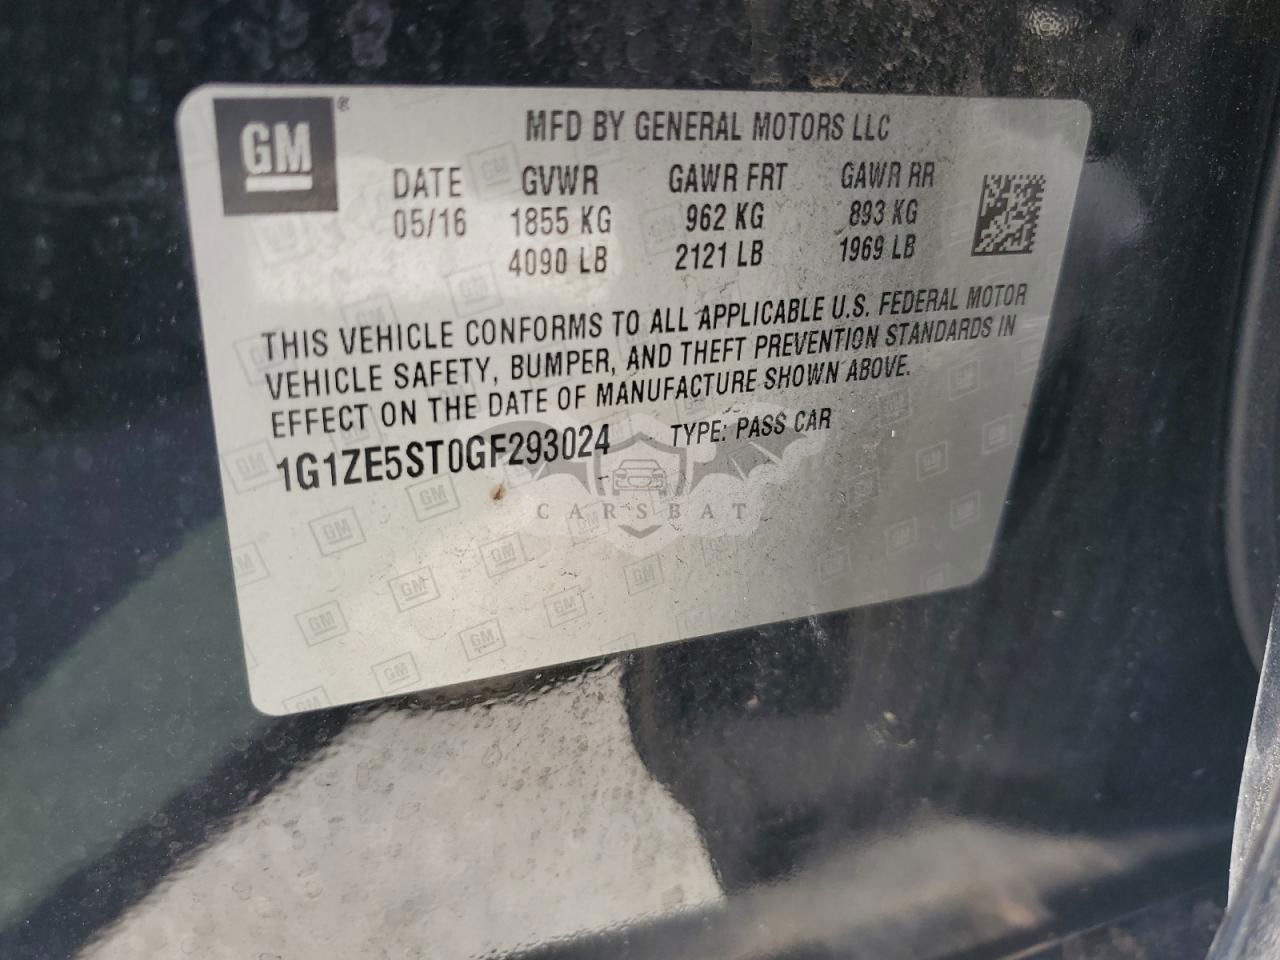 GM ®
MFD BY GENERAL MOTORS LLC
DATE GVWR GAWR FRT GAWR RR
05/16 1855 KG 962 KG 893 KG
4090 LB 2121 LB 1969 LB
THIS VEHICLE CONFORMS TO ALL APPLICABLE U.S. FEDERAL MOTOR
VEHICLE SAFETY, BUMPER, AND THEFT PREVENTION STANDARDS IN
EFFECT ON THE DATE OF MANUFACTURE SHOWN ABOVE.
1G1ZE5ST0GF293024 TYPE: PASS CAR
CARSBAT